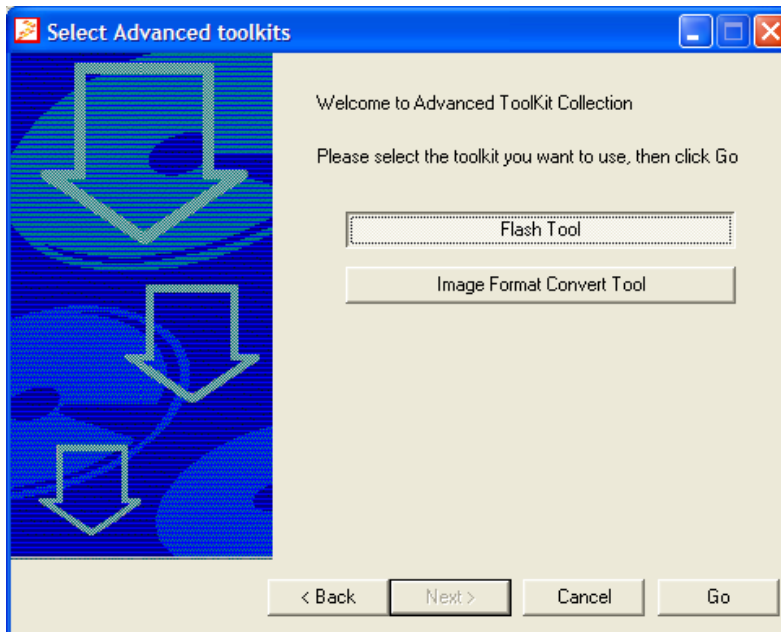 Select Advanced toolkits
Welcome to Advanced ToolKit Collection
Please select the toolkit you want to use, then click Go
Flash Tool
Image Format Convert Tool
< Back Next > Cancel Go